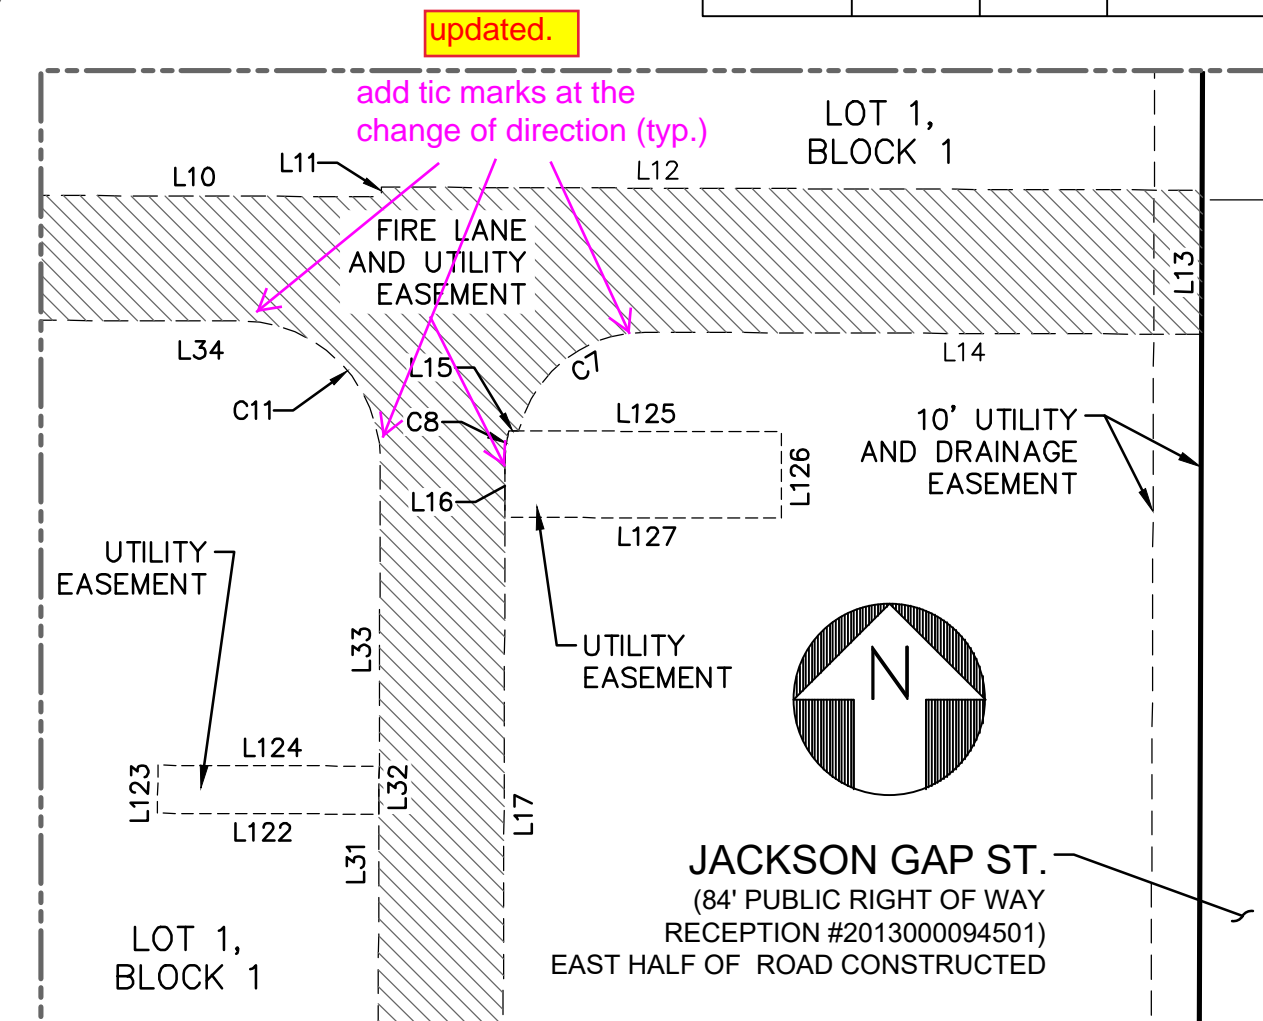 updated.
add tic marks at the
change of direction (typ.)
LOT 1,
BLOCK 1
L11
L12
L10
FIRE LANE
AND UTILITY
EASEMENT
L13
L34
L15
C7
L14
C11
C8
L125
10' UTILITY
AND DRAINAGE
EASEMENT
L126
L16
L127
UTILITY
EASEMENT
L33
UTILITY
EASEMENT
N
L124
L123
L32
L122
L17
L31
JACKSON GAP ST.
(84' PUBLIC RIGHT OF WAY
RECEPTION #2013000094501)
EAST HALF OF ROAD CONSTRUCTED
LOT 1,
BLOCK 1